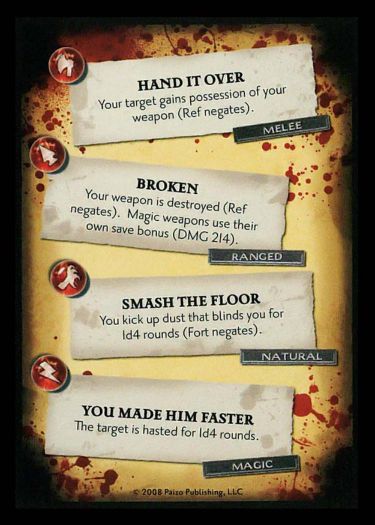 HAND IT OVER
Your target gains possession of your
weapon (Ref negates).
MELEE
BROKEN
Your weapon is destroyed (Ref
negates). Magic weapons use their
own save bonus (DMG 214).
RANGED
SMASH THE FLOOR
You kick up dust that blinds you for
1d4 rounds (Fort negates).
NATURAL
YOU MADE HIM FASTER
The target is hasted for 1d4 rounds.
MAGIC
© 2008 Paizo Publishing, LLC